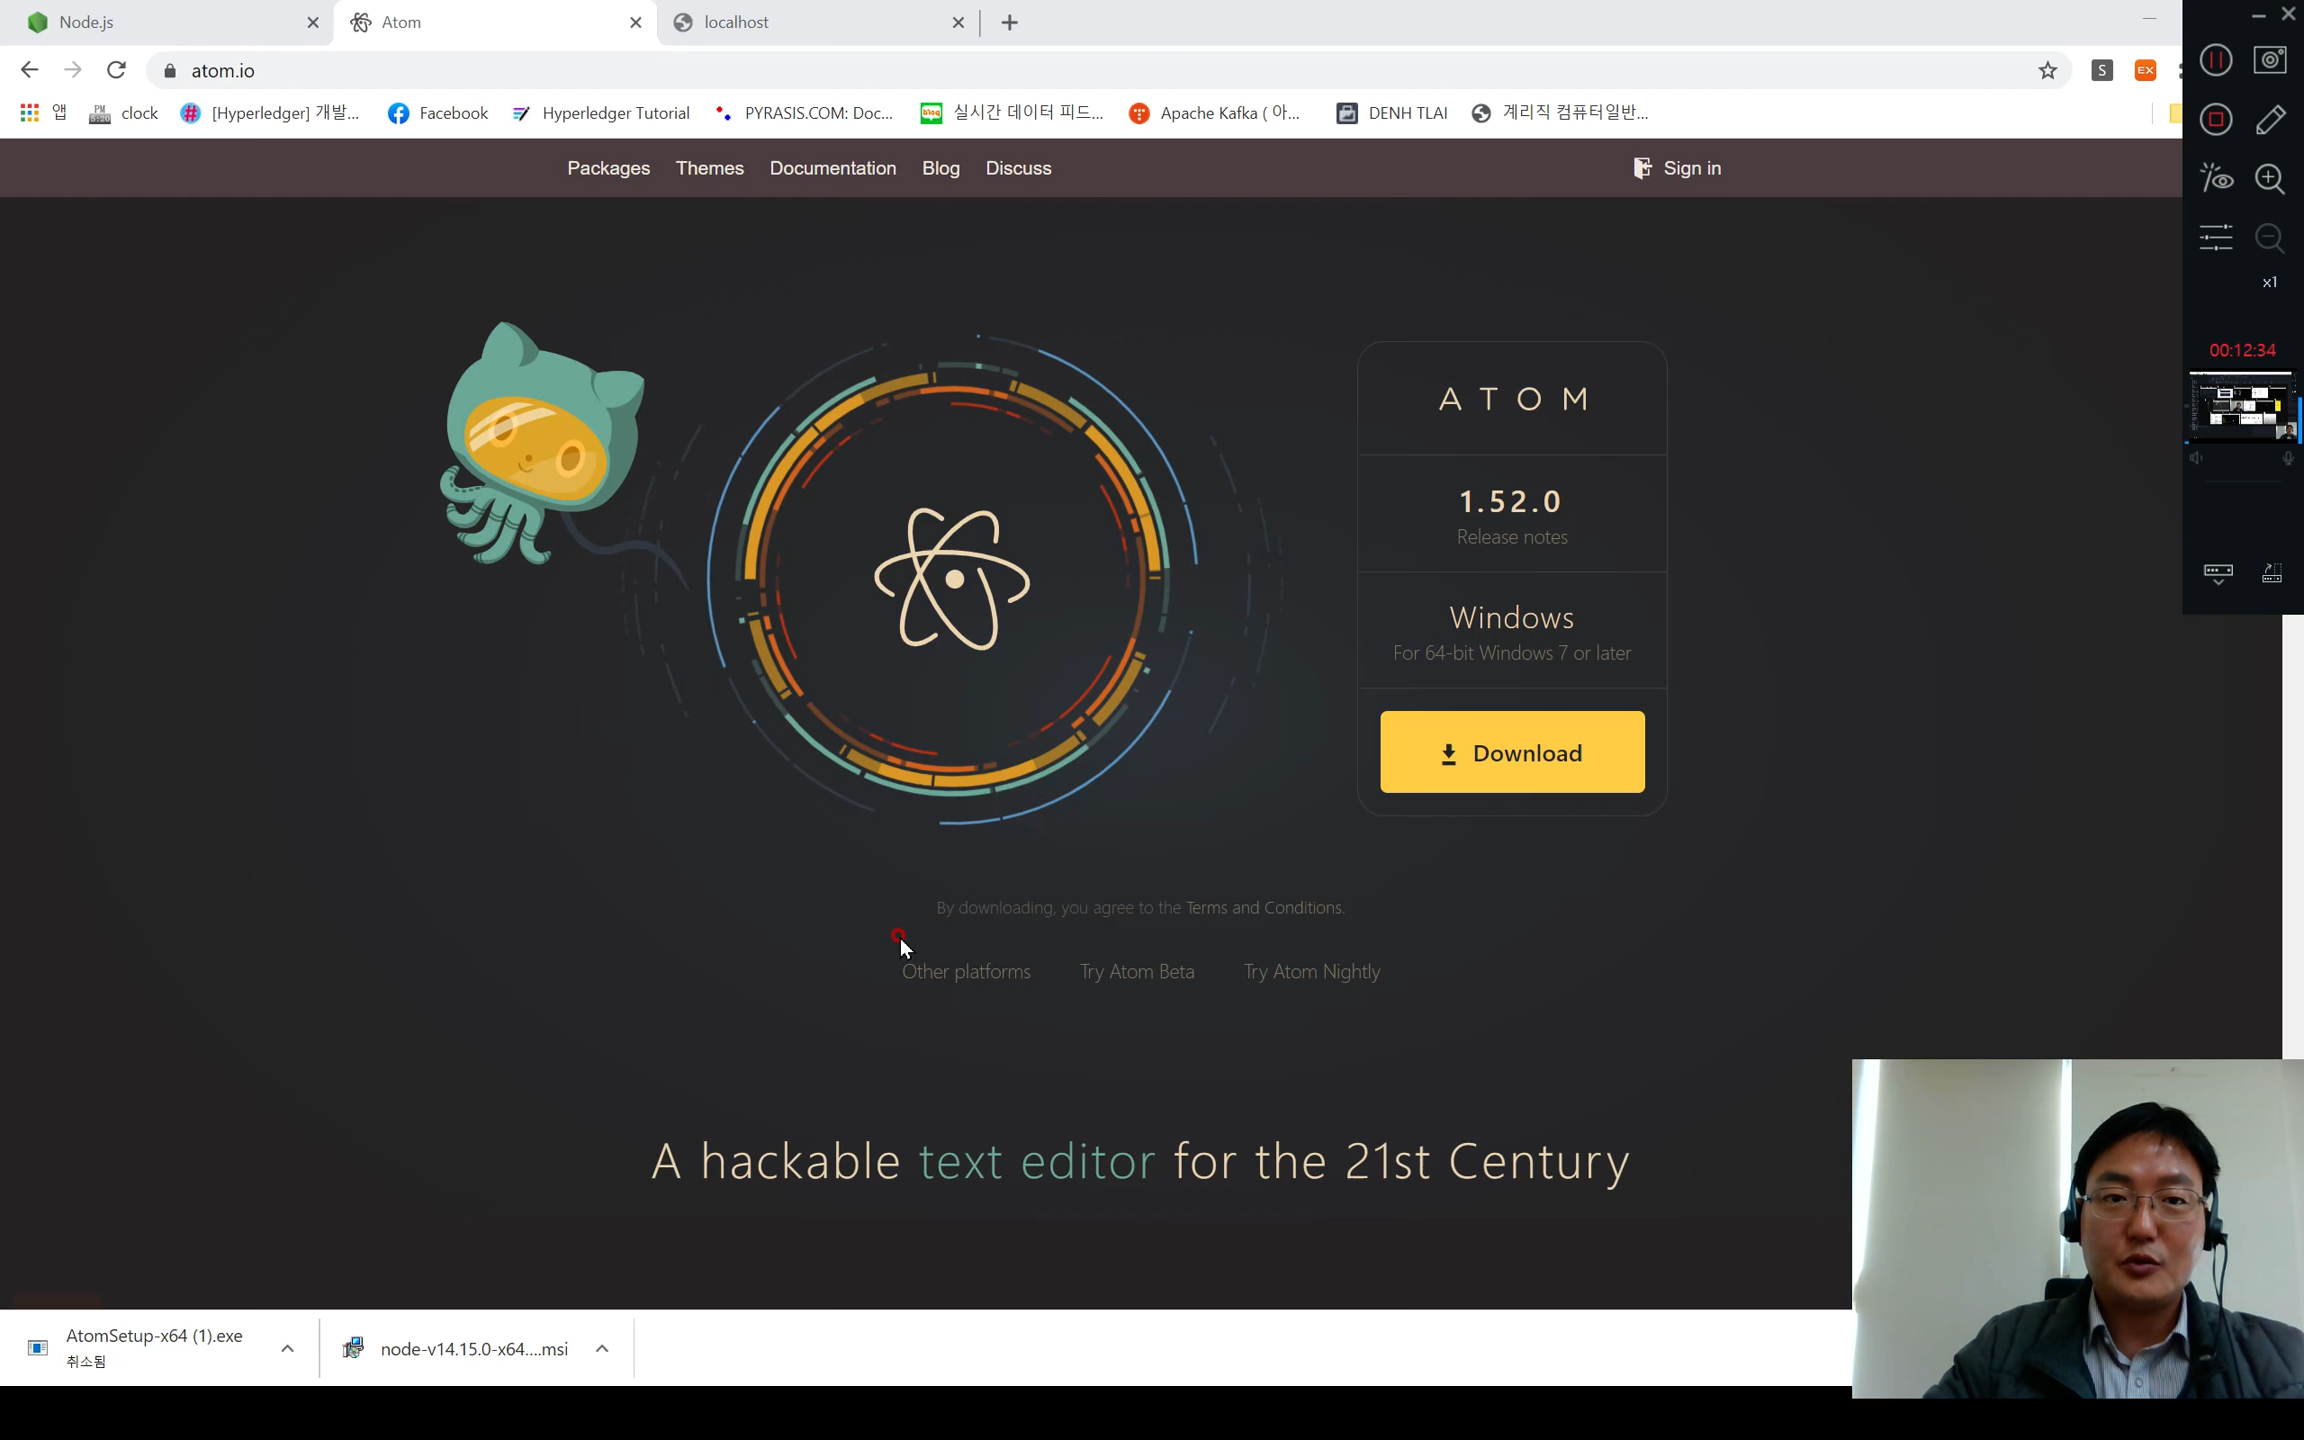 Node.js
Atom
localhost
atom.io
S
EX
앱
PM 5:20
clock
[Hyperledger] 개발...
Facebook
Hyperledger Tutorial
PYRASIS.COM: Doc...
blog
실시간 데이터 피드...
Apache Kafka ( 아...
DENH TLAI
계리직 컴퓨터일반...
Packages
Themes
Documentation
Blog
Discuss
Sign in
x1
00:12:34
ATOM
1.52.0
Release notes
Windows
For 64-bit Windows 7 or later
Download
By downloading, you agree to the Terms and Conditions.
Other platforms
Try Atom Beta
Try Atom Nightly
A hackable text editor for the 21st Century
AtomSetup-x64 (1).exe
취소됨
node-v14.15.0-x64....msi